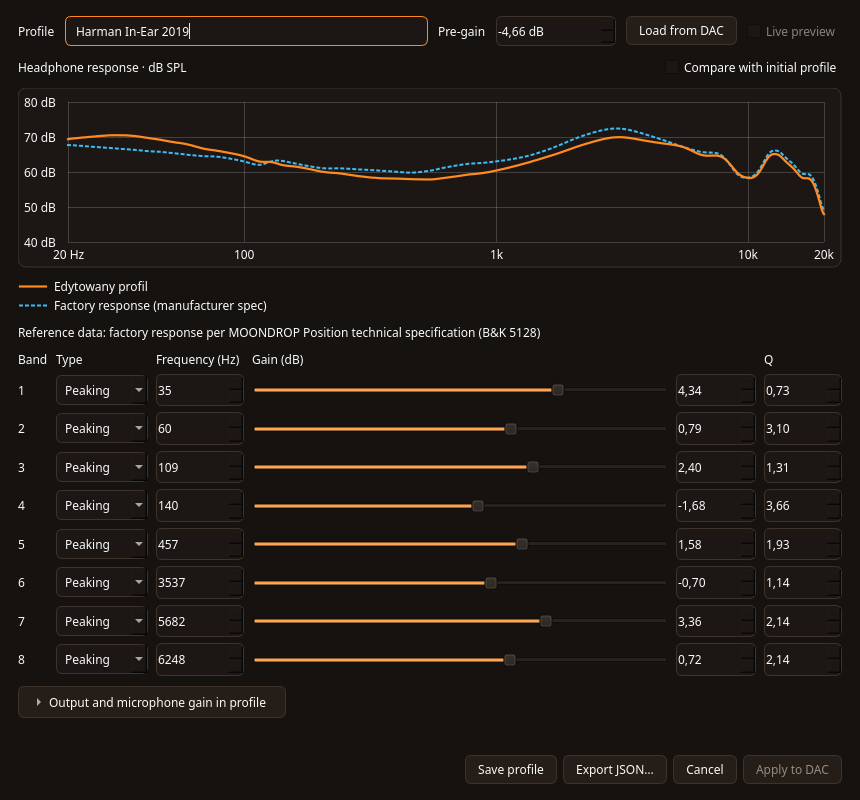 Profile Harman In-Ear 2019 Pre-gain -4,66 dB Load from DAC Live preview
Headphone response · dB SPL Compare with initial profile
80 dB
70 dB
60 dB
50 dB
40 dB
20 Hz 100 1k 10k 20k
Edytowany profil
Factory response (manufacturer spec)
Reference data: factory response per MOONDROP Position technical specification (B&K 5128)
Band Type Frequency (Hz) Gain (dB) Q
1 Peaking 35 4,34 0,73
2 Peaking 60 0,79 3,10
3 Peaking 109 2,40 1,31
4 Peaking 140 -1,68 3,66
5 Peaking 457 1,58 1,93
6 Peaking 3537 -0,70 1,14
7 Peaking 5682 3,36 2,14
8 Peaking 6248 0,72 2,14
Output and microphone gain in profile
Save profile Export JSON... Cancel Apply to DAC